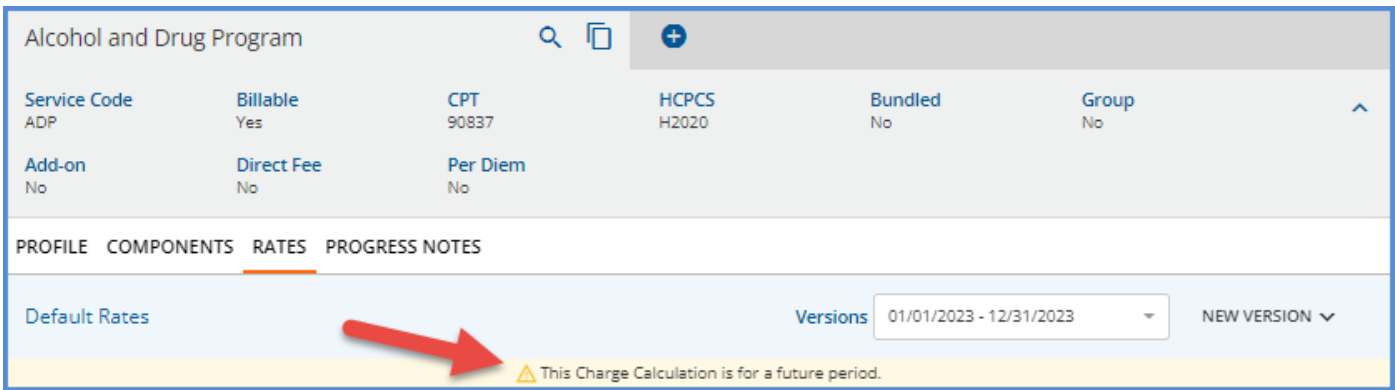 Alcohol and Drug Program
Service Code Billable CPT HCPCS Bundled Group
ADP Yes 90837 H2020 No No
Add-on Direct Fee Per Diem
No No No
PROFILE COMPONENTS RATES PROGRESS NOTES
Default Rates Versions 01/01/2023 - 12/31/2023 NEW VERSION
This Charge Calculation is for a future period.